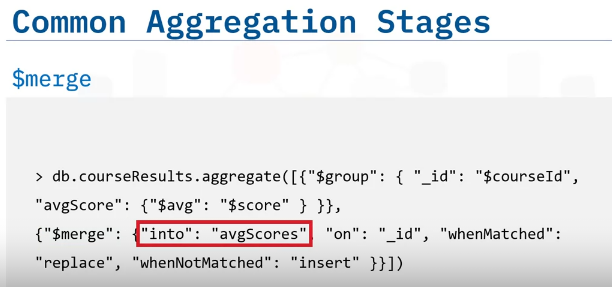 Common Aggregation Stages
$merge
> db.courseResults.aggregate([{"$group": { "_id": "$courseId",
"avgScore": {"$avg": "$score" } }},
{"$merge": {"into": "avgScores", "on": "_id", "whenMatched":
"replace", "whenNotMatched": "insert" }}])